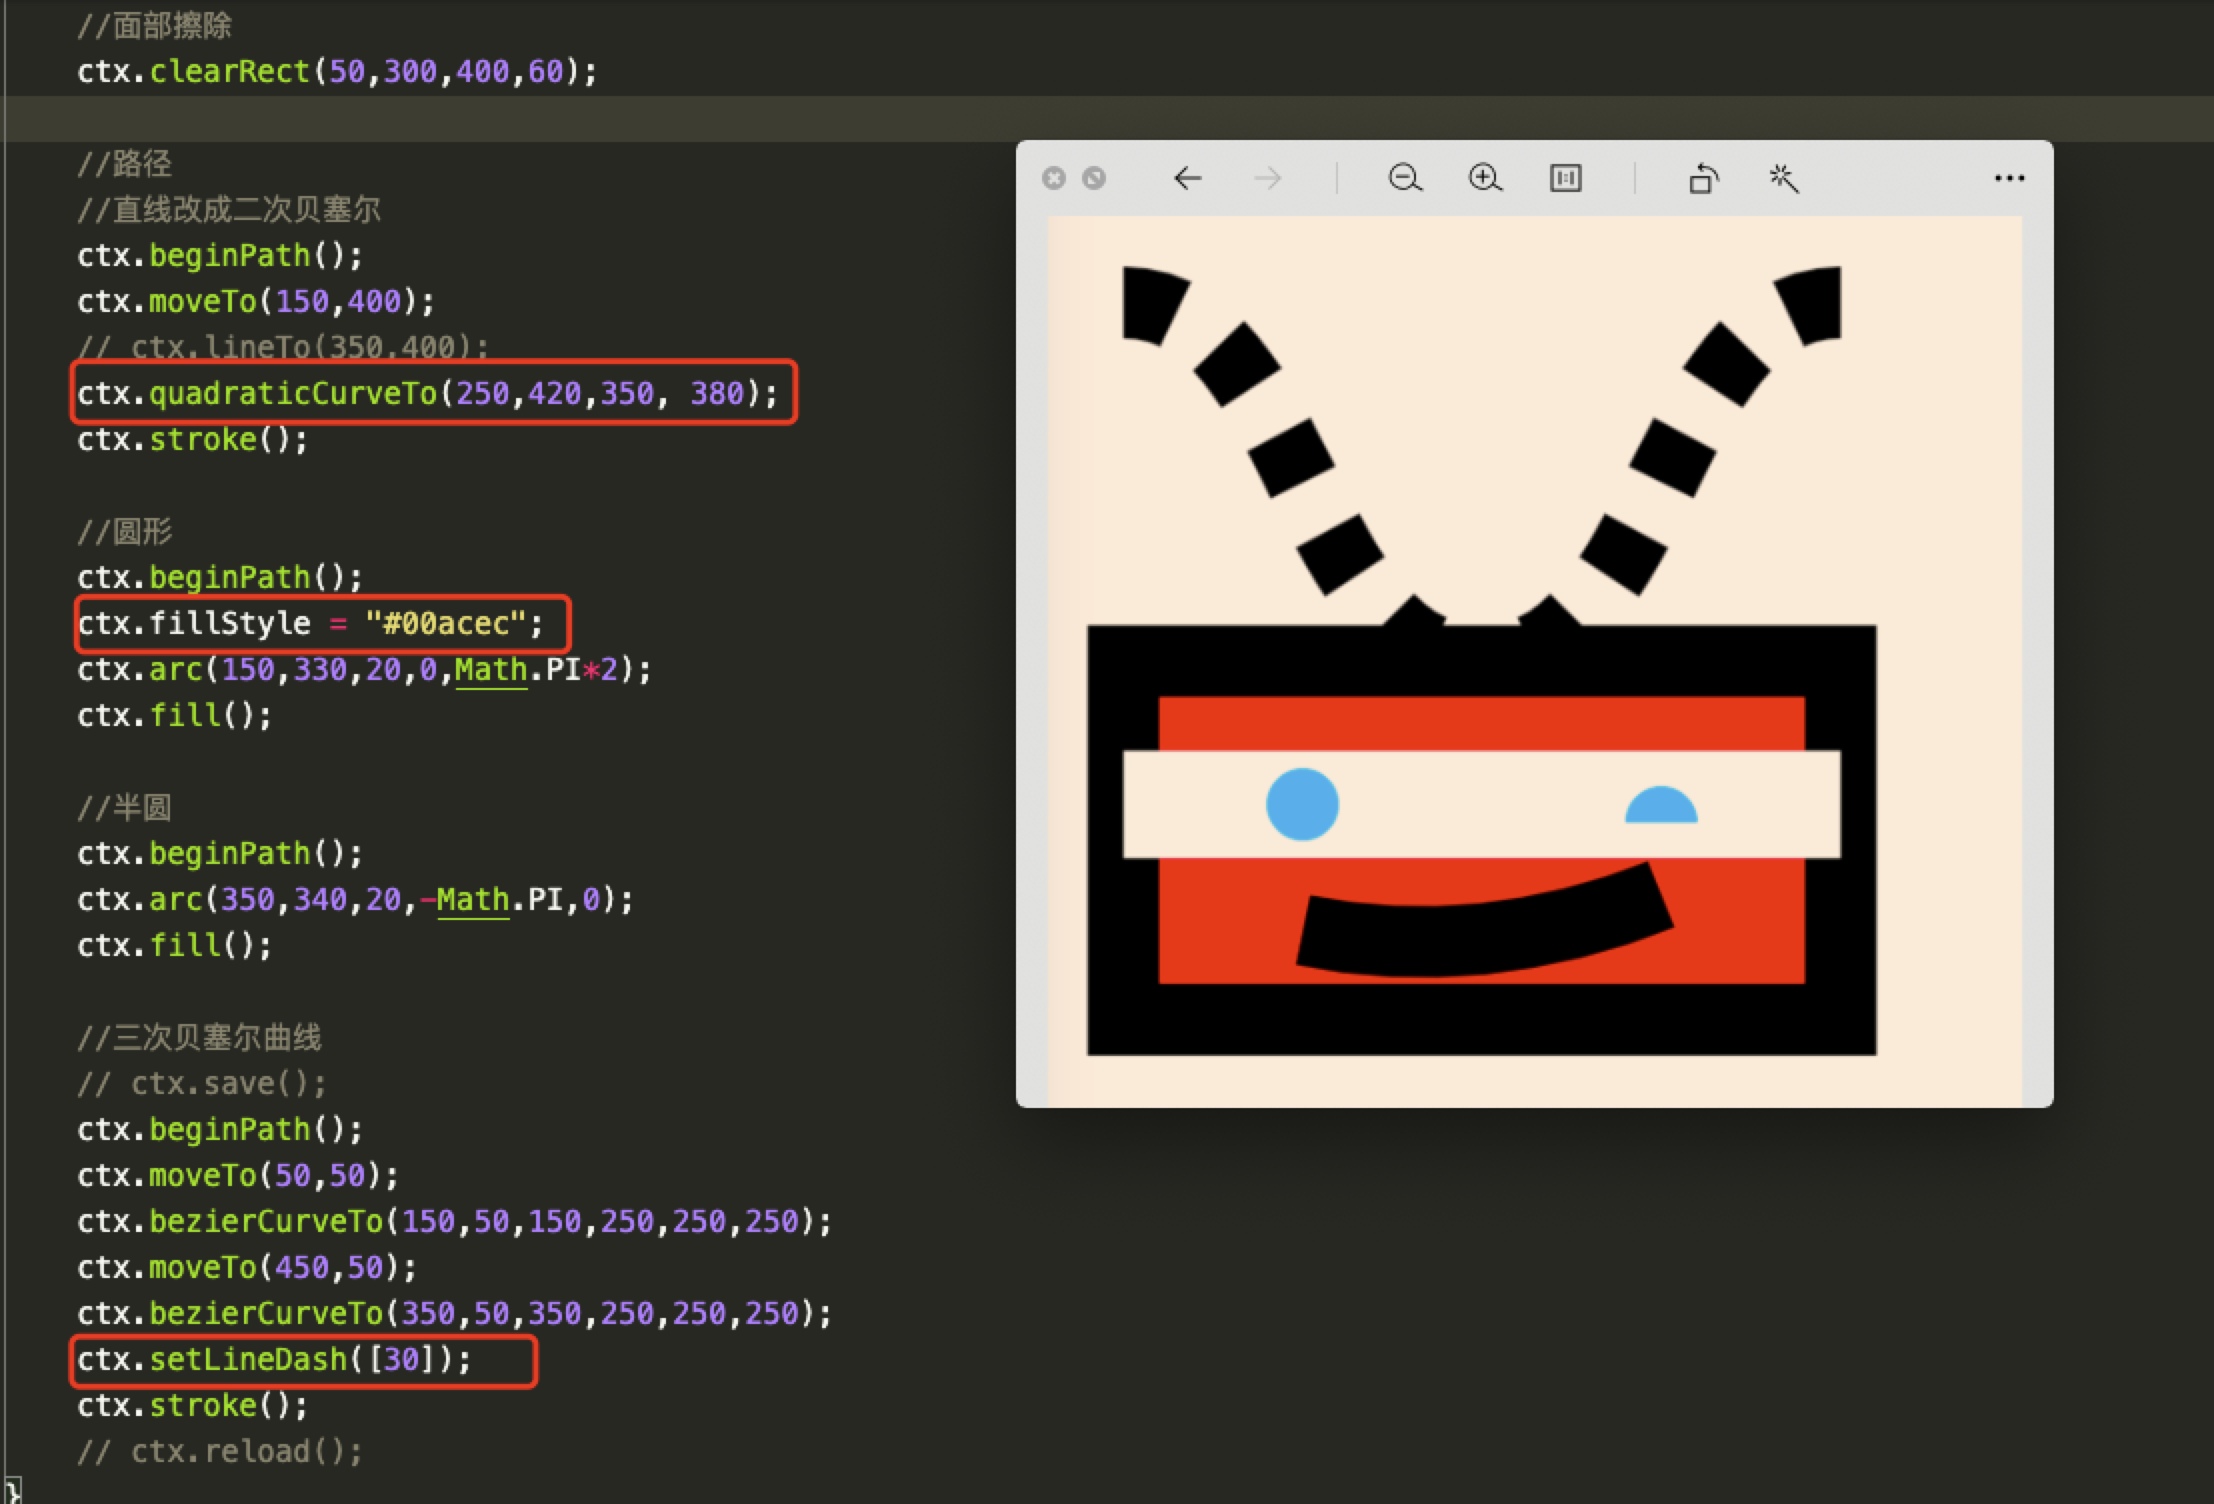 //面部擦除
ctx.clearRect(50,300,400,60);
//路径
//直线改成二次贝塞尔
ctx.beginPath();
ctx.moveTo(150,400);
// ctx.lineTo(350,400);
ctx.quadraticCurveTo(250,420,350, 380);
ctx.stroke();
//圆形
ctx.beginPath();
ctx.fillStyle = "#00acec";
ctx.arc(150,330,20,0,Math.PI*2);
ctx.fill();
//半圆
ctx.beginPath();
ctx.arc(350,340,20,-Math.PI,0);
ctx.fill();
//三次贝塞尔曲线
// ctx.save();
ctx.beginPath();
ctx.moveTo(50,50);
ctx.bezierCurveTo(150,50,150,250,250,250);
ctx.moveTo(450,50);
ctx.bezierCurveTo(350,50,350,250,250,250);
ctx.setLineDash([30]);
ctx.stroke();
// ctx.reload();
}